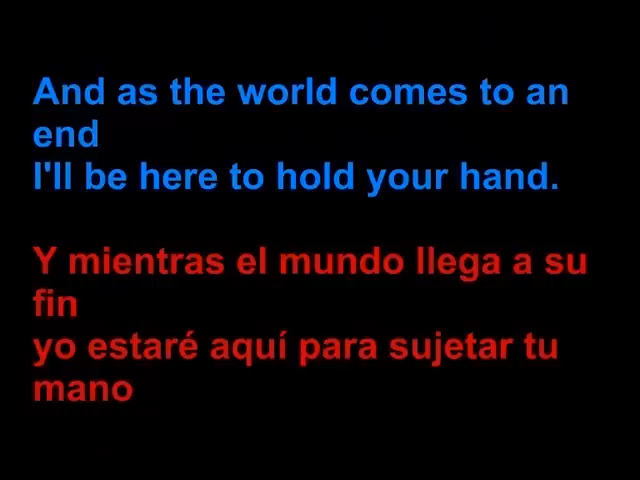 And as the world comes to an
end
I'll be here to hold your hand.
Y mientras el mundo llega a su
fin
yo estaré aquí para sujetar tu
mano